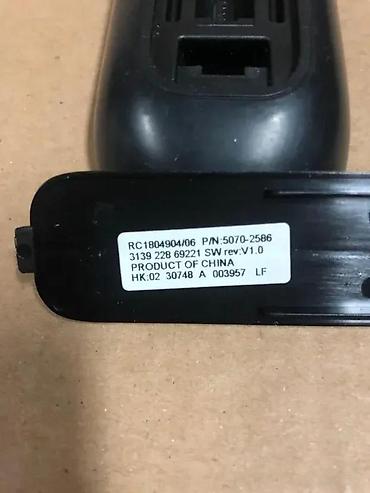 RC1804904/06 P/N:5070-2586
3139 228 69221 SW rev:V1.0
PRODUCT OF CHINA
HK:02 30748 A 003957 LF